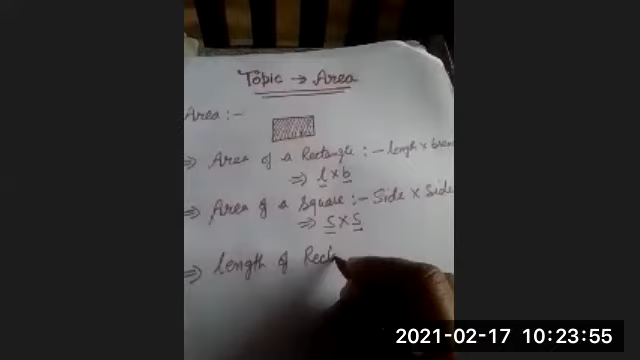 Topic → Area
Area :-
⇒ Area of a Rectangle :- length × brea
⇒ l × b
⇒ Area of a Square :- Side × Side
⇒ S × S
⇒ length of Rect
2021-02-17 10:23:55